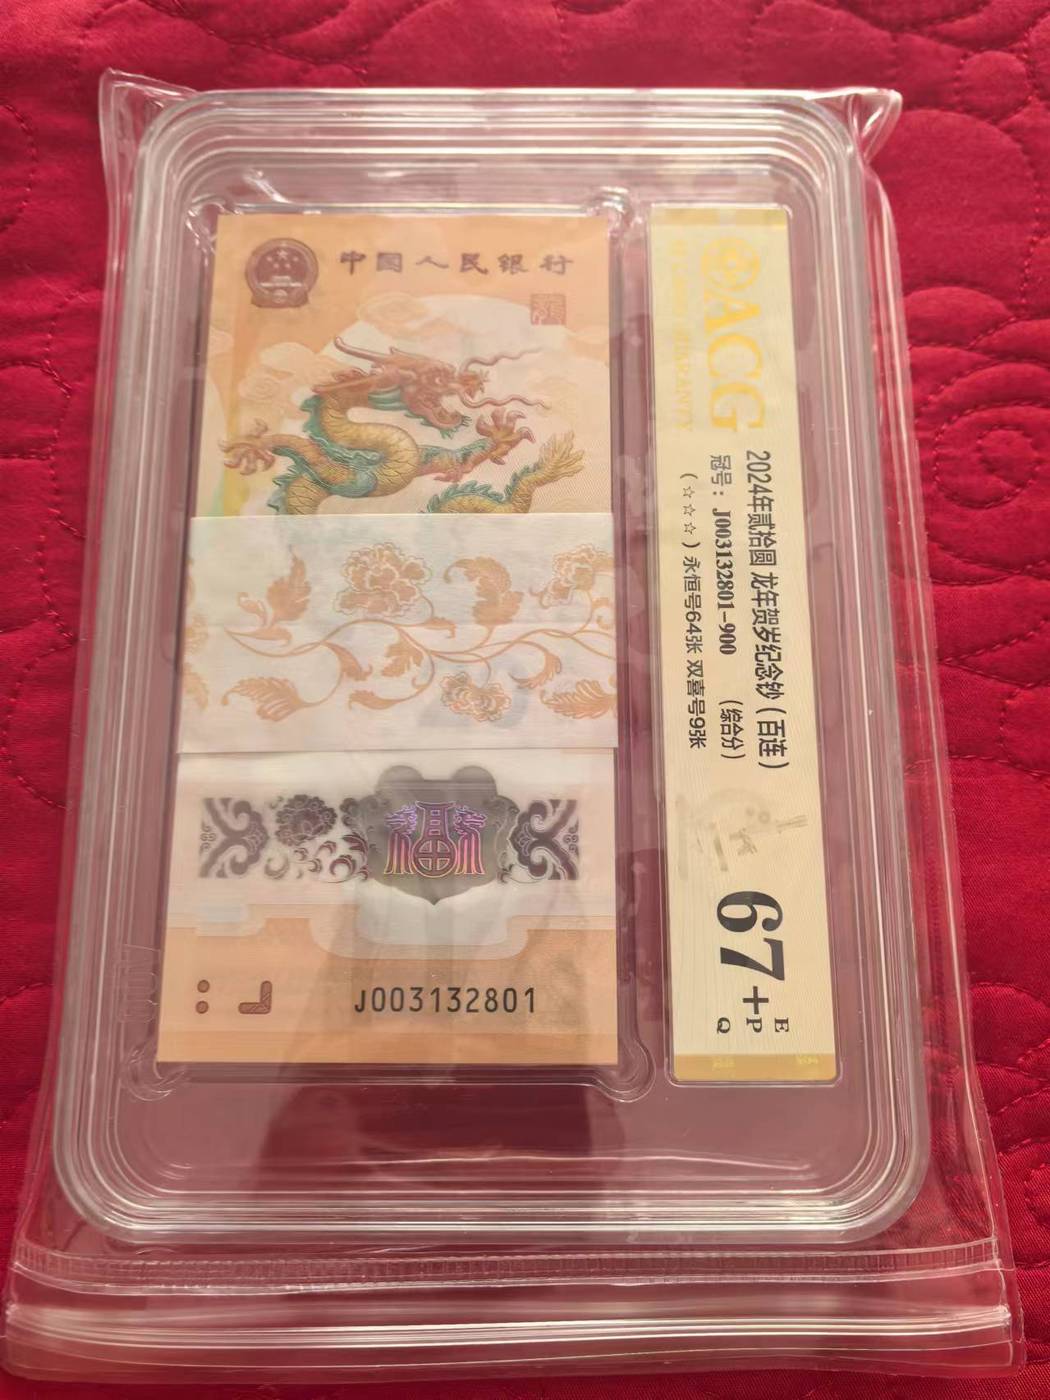 中国人民银行
福
J003132801
ACG
2024年贰拾圆 龙年贺岁纪念钞（百连）
冠号：J003132801-900 （综合分）
（☆☆☆）永恒号64张 双喜号9张
67+
E
P
Q